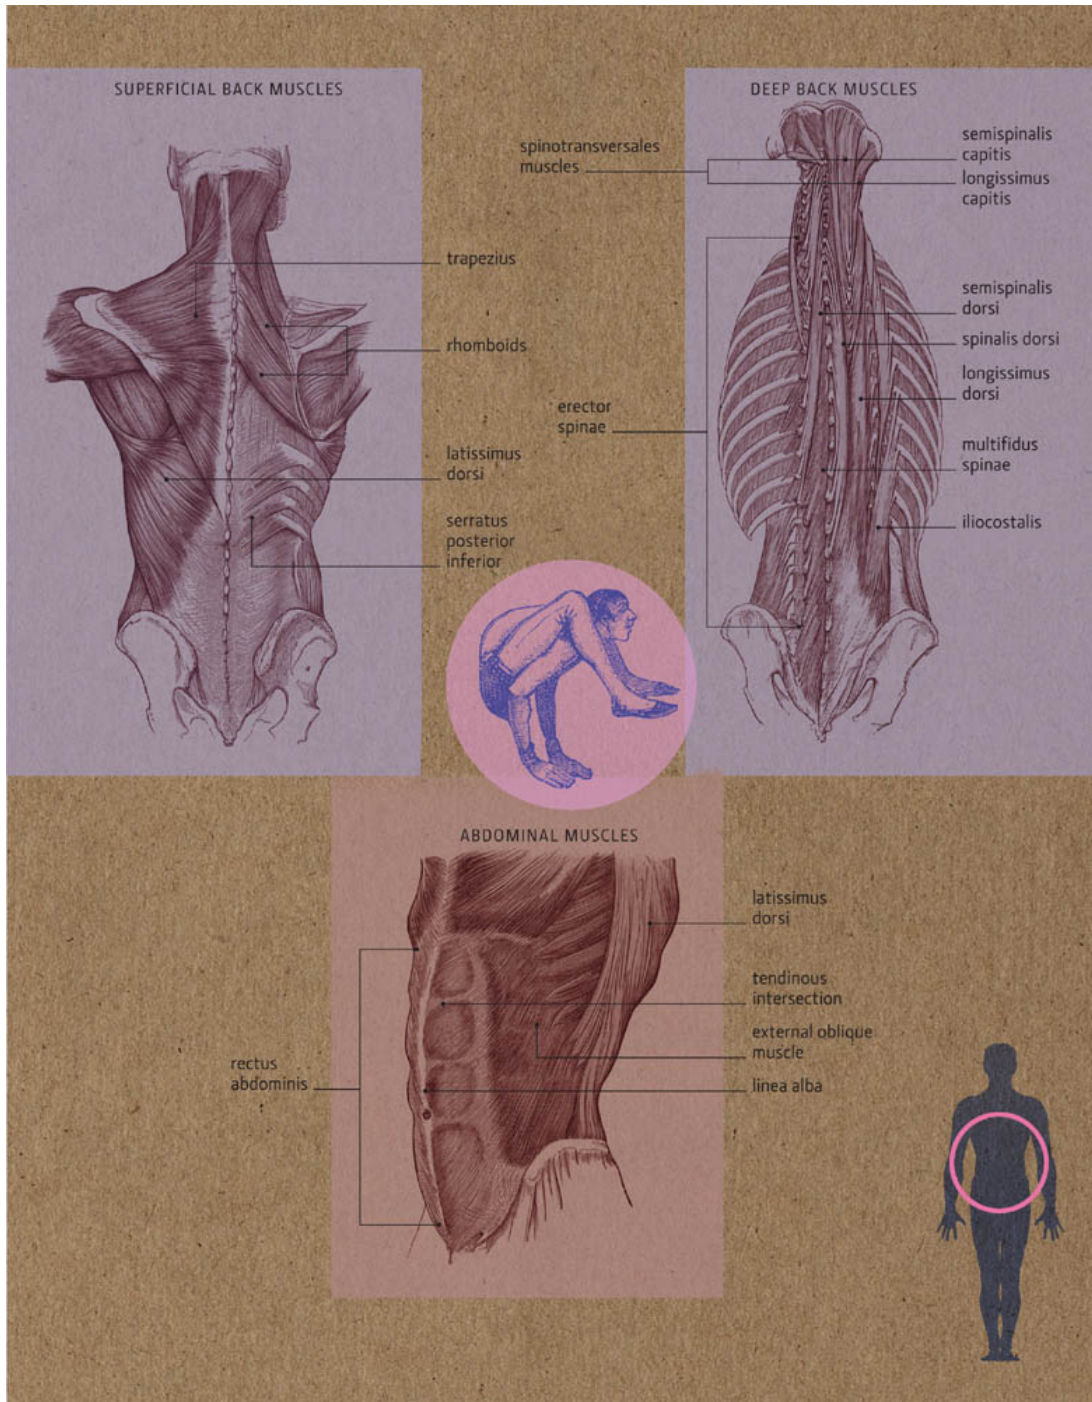 SUPERFICIAL BACK MUSCLES
trapezius
rhomboids
latissimus
dorsi
serratus
posterior
inferior
DEEP BACK MUSCLES
spinotransversales
muscles
semispinalis
capitis
longissimus
capitis
semispinalis
dorsi
spinalis dorsi
longissimus
dorsi
erector
spinae
multifidus
spinae
iliocostalis
ABDOMINAL MUSCLES
latissimus
dorsi
tendinous
intersection
external oblique
muscle
rectus
abdominis
linea alba